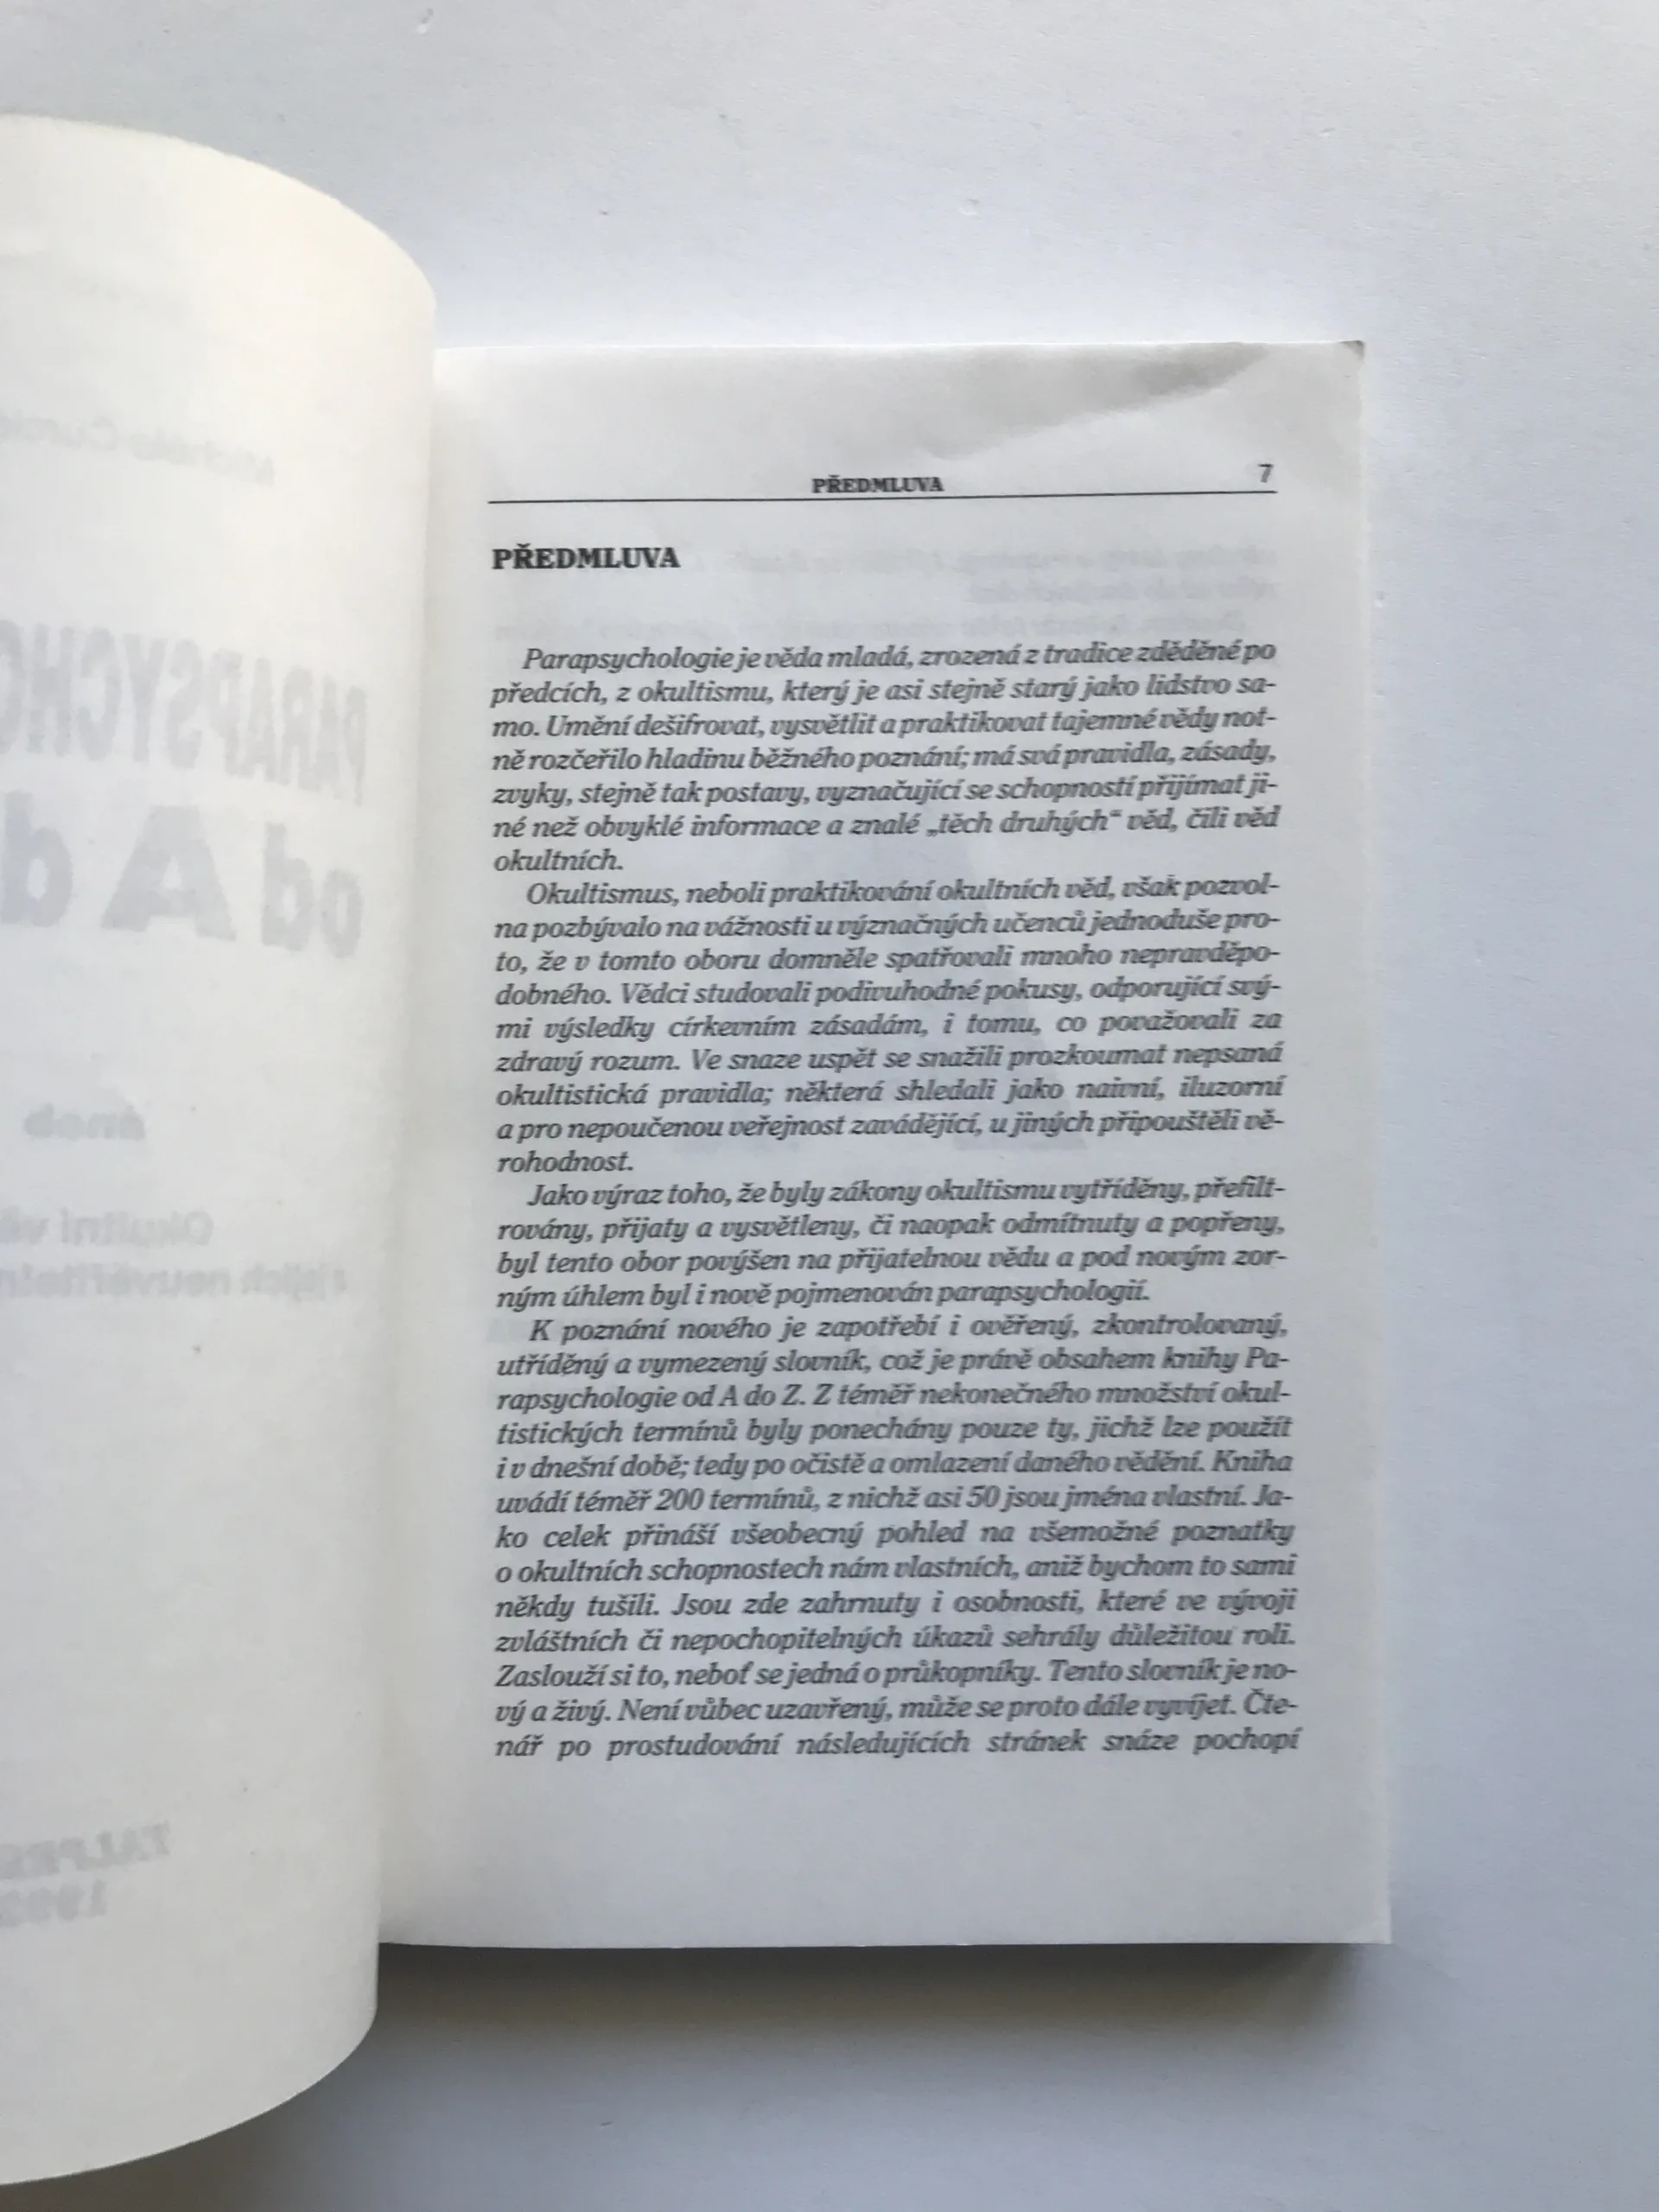 PŘEDMLUVA 7
PŘEDMLUVA
Parapsychologie je věda mladá, zrozená z tradice zděděné po
předcích, z okultismu, který je asi stejně starý jako lidstvo sa-
mo. Umění dešifrovat, vysvětlit a praktikovat tajemné vědy not-
ně rozčeřilo hladinu běžného poznání; má svá pravidla, zásady,
zvyky, stejně tak postavy, vyznačující se schopností přijímat ji-
né než obvyklé informace a znalé „těch druhých“ věd, čili věd
okultních.
Okultismus, neboli praktikování okultních věd, však pozvol-
na pozbývalo na vážnosti u význačných učenců jednoduše pro-
to, že v tomto oboru domněle spatřovali mnoho nepravděpo-
dobného. Vědci studovali podivuhodné pokusy, odporující svý-
mi výsledky církevním zásadám, i tomu, co považovali za
zdravý rozum. Ve snaze uspět se snažili prozkoumat nepsaná
okultistická pravidla; některá shledali jako naivní, iluzorní
a pro nepoučenou veřejnost zavádějící, u jiných připouštěli vě-
rohodnost.
Jako výraz toho, že byly zákony okultismu vytříděny, přefilt-
rovány, přijaty a vysvětleny, či naopak odmítnuty a popřeny,
byl tento obor povýšen na přijatelnou vědu a pod novým zor-
ným úhlem byl i nově pojmenován parapsychologií.
K poznání nového je zapotřebí i ověřený, zkontrolovaný,
utříděný a vymezený slovník, což je právě obsahem knihy Pa-
rapsychologie od A do Z. Z téměř nekonečného množství okul-
tistických termínů byly ponechány pouze ty, jichž lze použít
i v dnešní době; tedy po očistě a omlazení daného vědění. Kniha
uvádí téměř 200 termínů, z nichž asi 50 jsou jména vlastní. Ja-
ko celek přináší všeobecný pohled na všemožné poznatky
o okultních schopnostech nám vlastních, aniž bychom to sami
někdy tušili. Jsou zde zahrnuty i osobnosti, které ve vývoji
zvláštních či nepochopitelných úkazů sehrály důležitou roli.
Zaslouží si to, neboť se jedná o průkopníky. Tento slovník je no-
vý a živý. Není vůbec uzavřený, může se proto dále vyvíjet. Čte-
nář po prostudování následujících stránek snáze pochopí